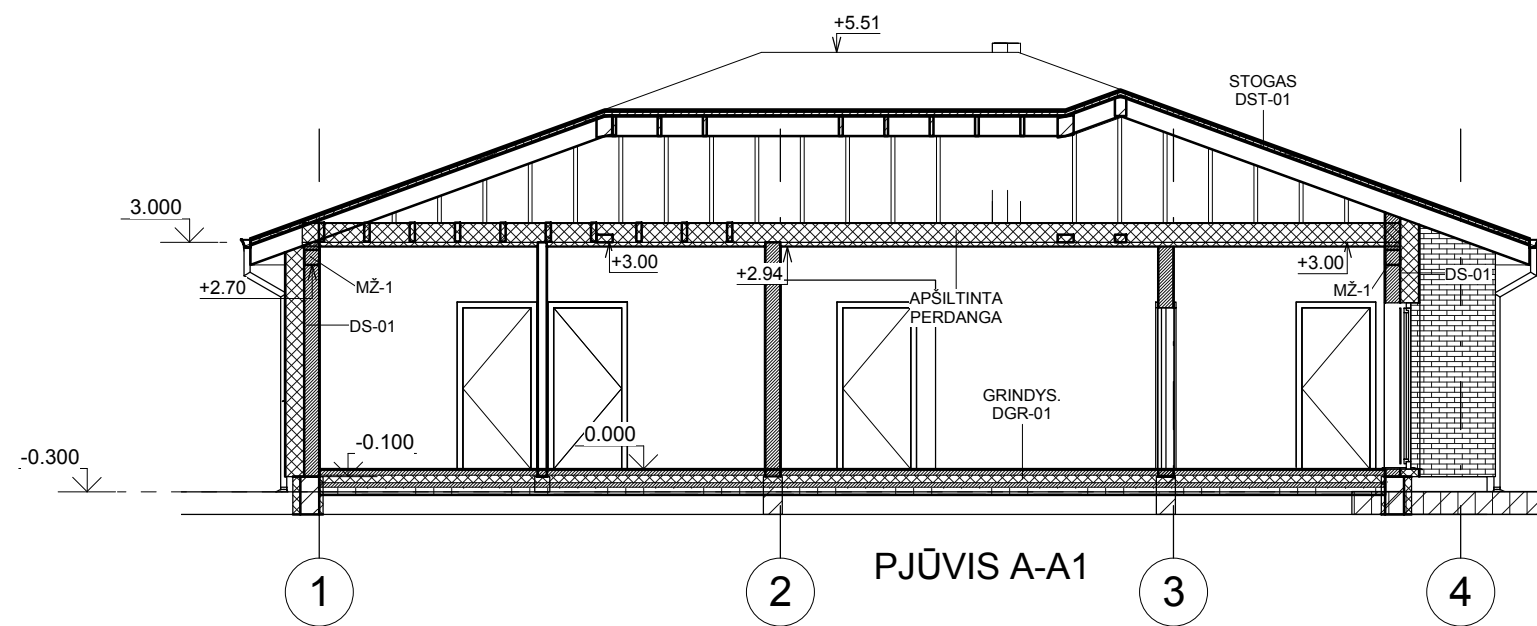 +5.51
STOGAS
DST-01
3.000
+3.00
+2.94
+3.00
+2.70
MŽ-1
MŽ-1
DS-01
APŠILTINTA
PERDANGA
DS-01
GRINDYS.
DGR-01
0.000
-0.100
-0.300
PJŪVIS A-A1
1
2
3
4